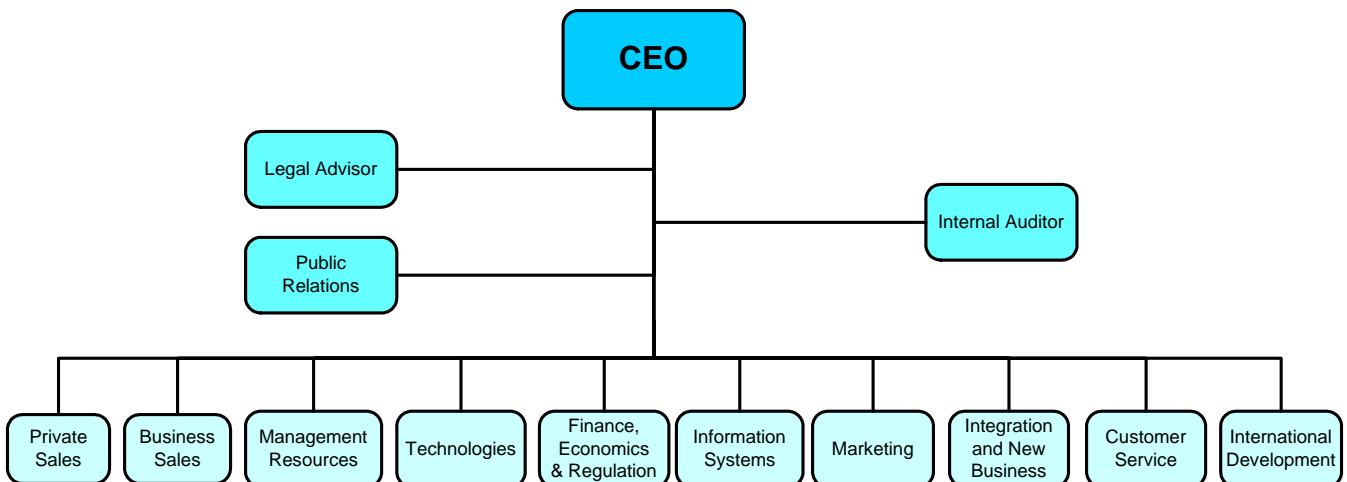 CEO
Legal Advisor
Internal Auditor
Public
Relations
Private
Sales
Business
Sales
Management
Resources
Technologies
Finance,
Economics
& Regulation
Information
Systems
Marketing
Integration
and New
Business
Customer
Service
International
Development